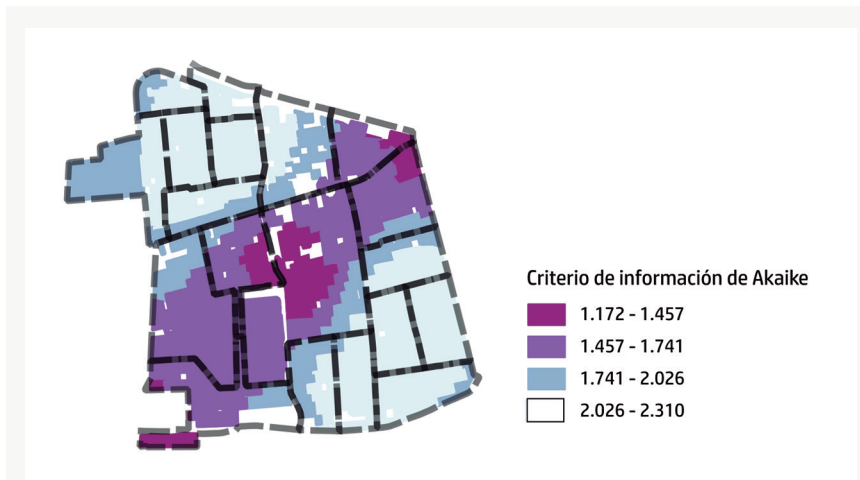 Criterio de información de Akaike
1.172 - 1.457
1.457 - 1.741
1.741 - 2.026
2.026 - 2.310